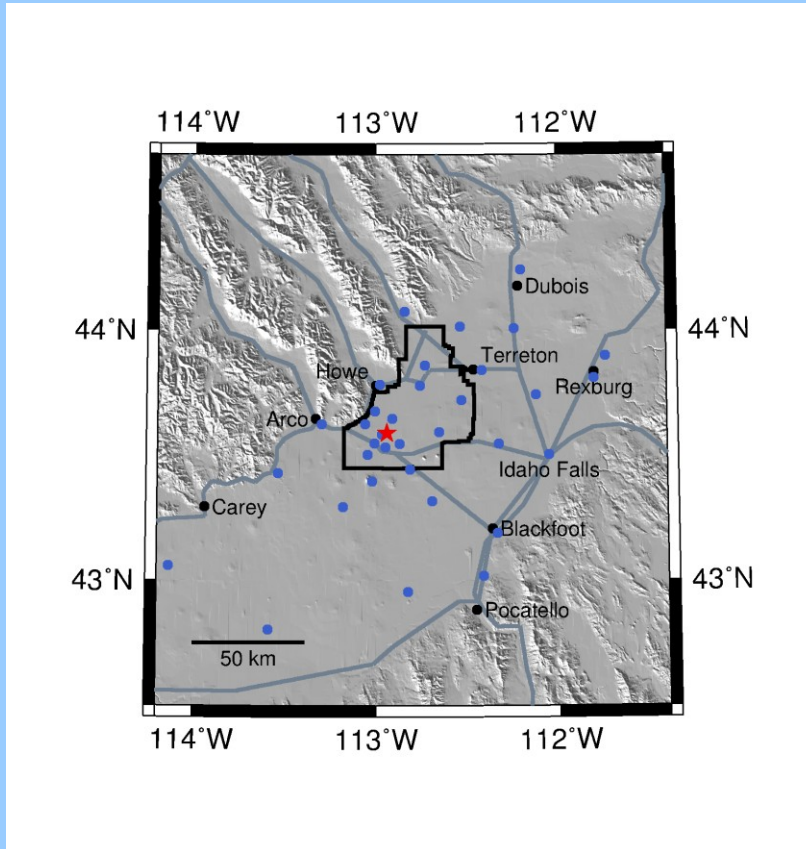 114°W 113°W 112°W
Dubois
44°N 44°N
Terreton
Howe
Rexburg
Arco
Idaho Falls
Carey
Blackfoot
43°N 43°N
Pocatello
50 km
114°W 113°W 112°W